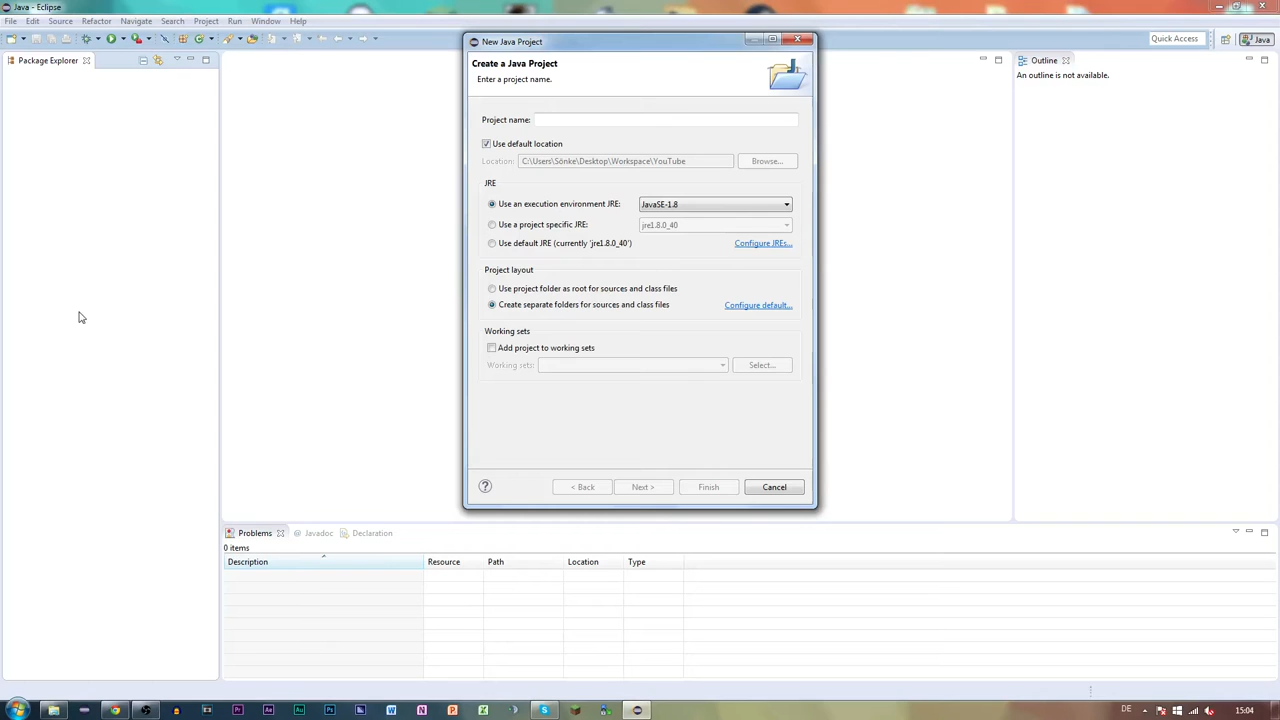 Java - Eclipse
File Edit Source Refactor Navigate Search Project Run Window Help
Quick Access
Java
Package Explorer
New Java Project
Create a Java Project
Enter a project name.
Project name:
Use default location
Location: C:\Users\Sönke\Desktop\Workspace\YouTube Browse...
JRE
Use an execution environment JRE: JavaSE-1.8
Use a project specific JRE: jre1.8.0_40
Use default JRE (currently 'jre1.8.0_40') Configure JREs...
Project layout
Use project folder as root for sources and class files
Create separate folders for sources and class files Configure default...
Working sets
Add project to working sets
Working sets: Select...
< Back Next > Finish Cancel
Outline
An outline is not available.
Problems @ Javadoc Declaration
0 items
Description Resource Path Location Type
Pr Ae Au Ps W N P X S
DE 15:04